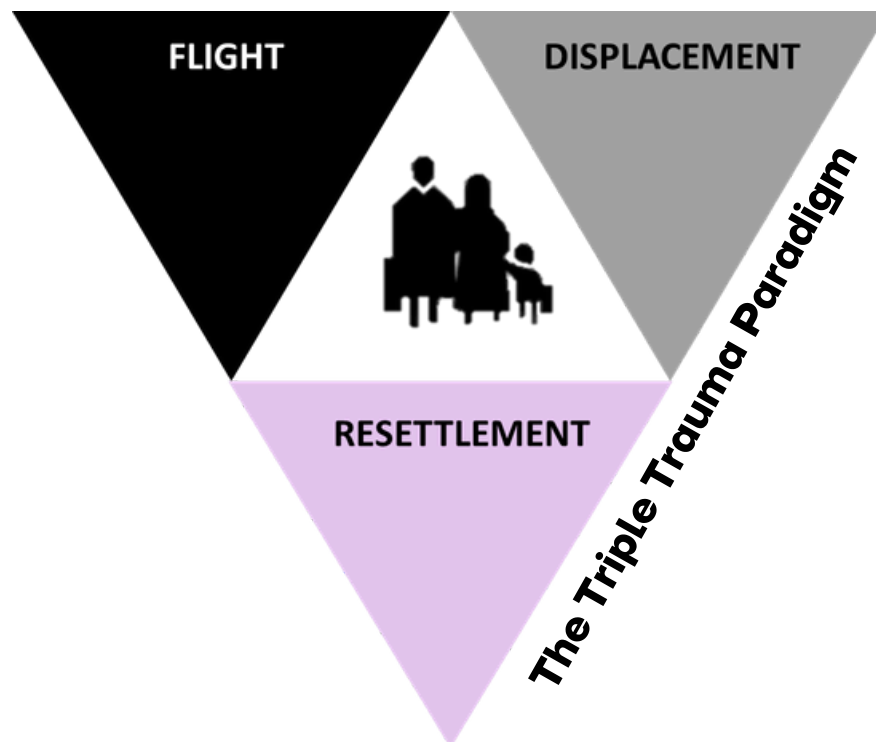 FLIGHT
DISPLACEMENT
RESETTLEMENT
The Triple Trauma Paradigm